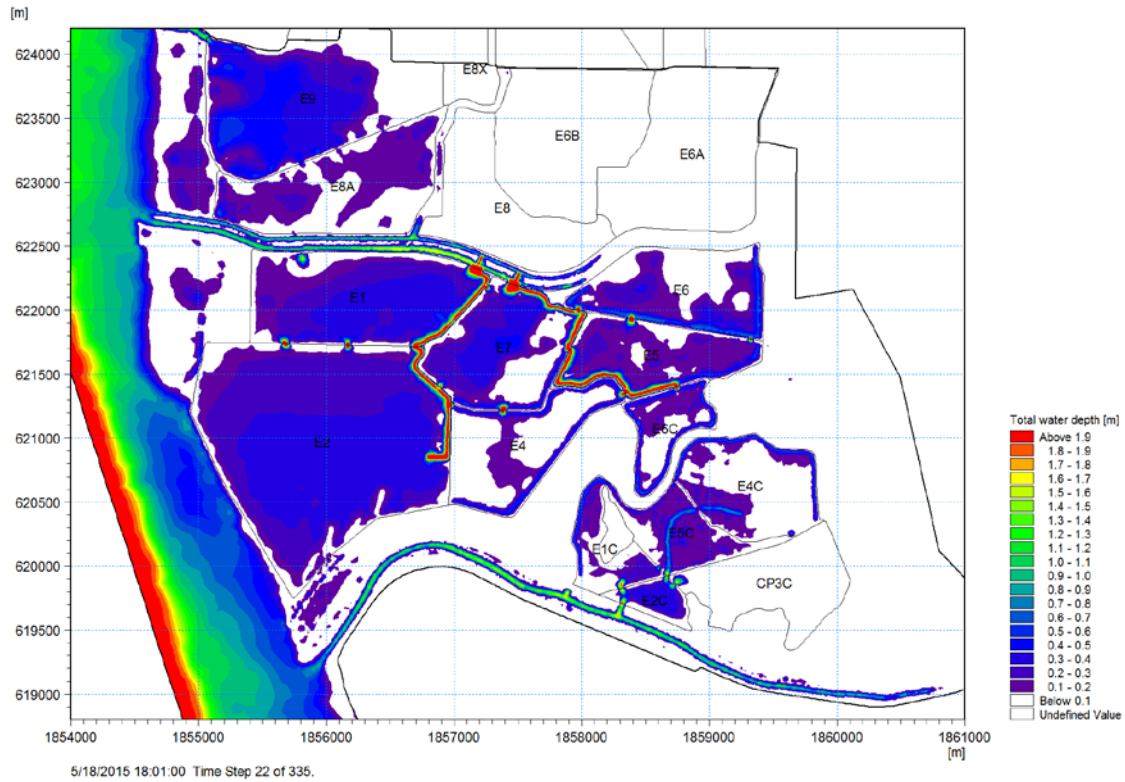 [m]
624000
623500
623000
622500
622000
621500
621000
620500
620000
619500
619000
E8X
E9
E6B
E6A
E8A
E8
E1
E6
E7
E5
E2
E4
E6C
E4C
E5C
E1C
E2C
CP3C
1854000 1855000 1856000 1857000 1858000 1859000 1860000 1861000
[m]
5/18/2015 18:01:00 Time Step 22 of 335.
Total water depth [m]
Above 1.9
1.8 - 1.9
1.7 - 1.8
1.6 - 1.7
1.5 - 1.6
1.4 - 1.5
1.3 - 1.4
1.2 - 1.3
1.1 - 1.2
1.0 - 1.1
0.9 - 1.0
0.8 - 0.9
0.7 - 0.8
0.6 - 0.7
0.5 - 0.6
0.4 - 0.5
0.3 - 0.4
0.2 - 0.3
0.1 - 0.2
Below 0.1
Undefined Value